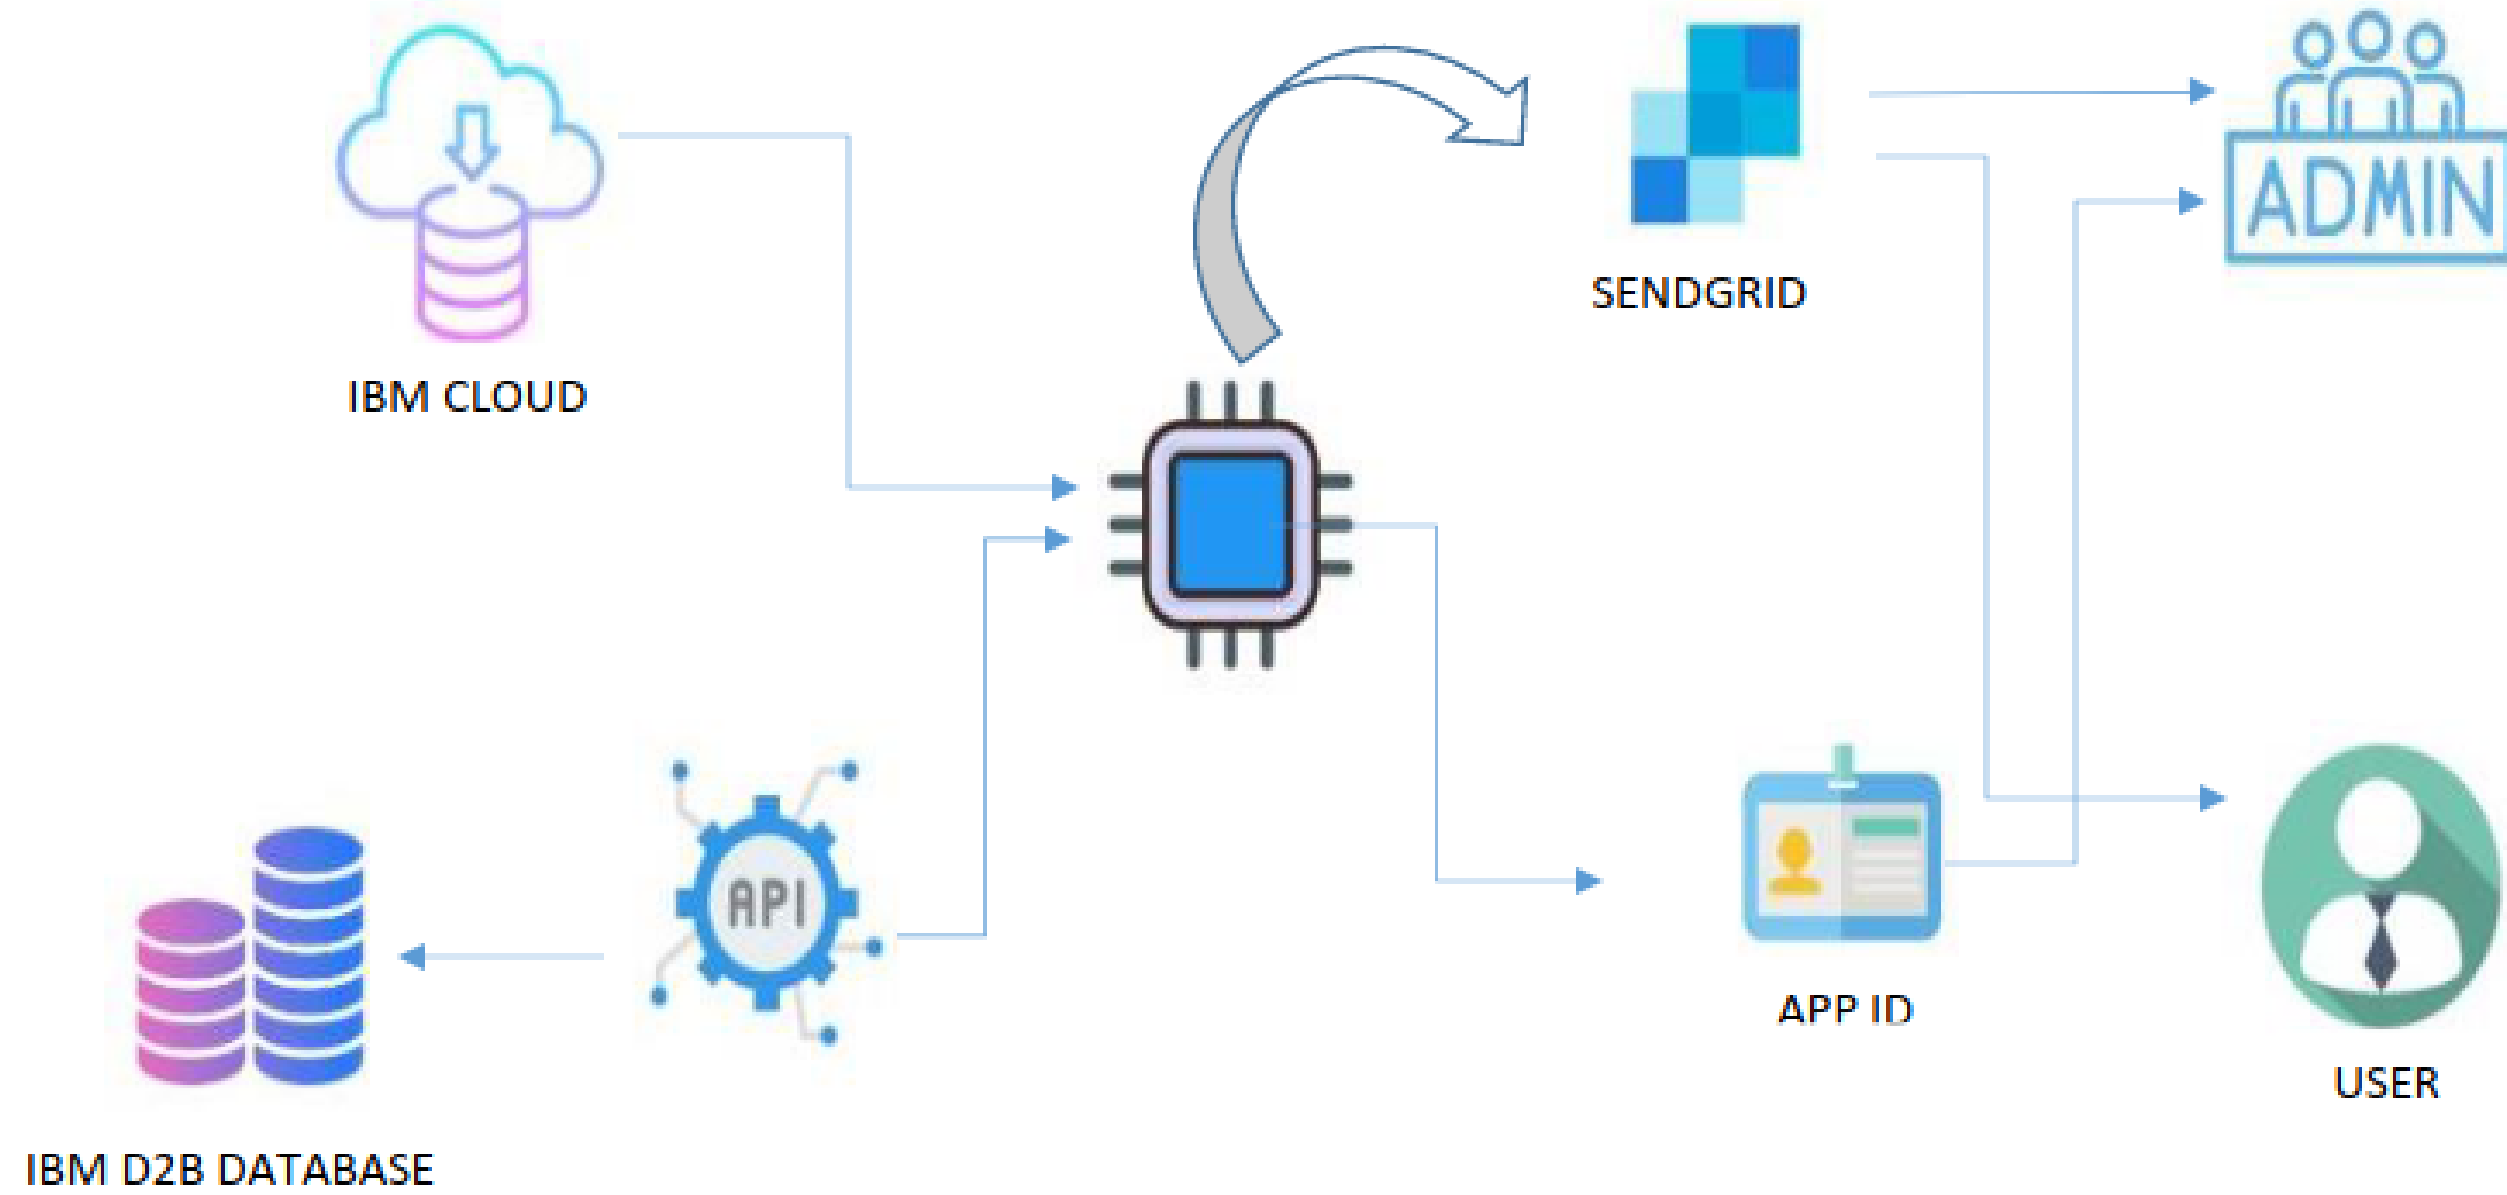 ADMIN
SENDGRID
IBM CLOUD
API
APP ID
USER
IBM D2B DATABASE